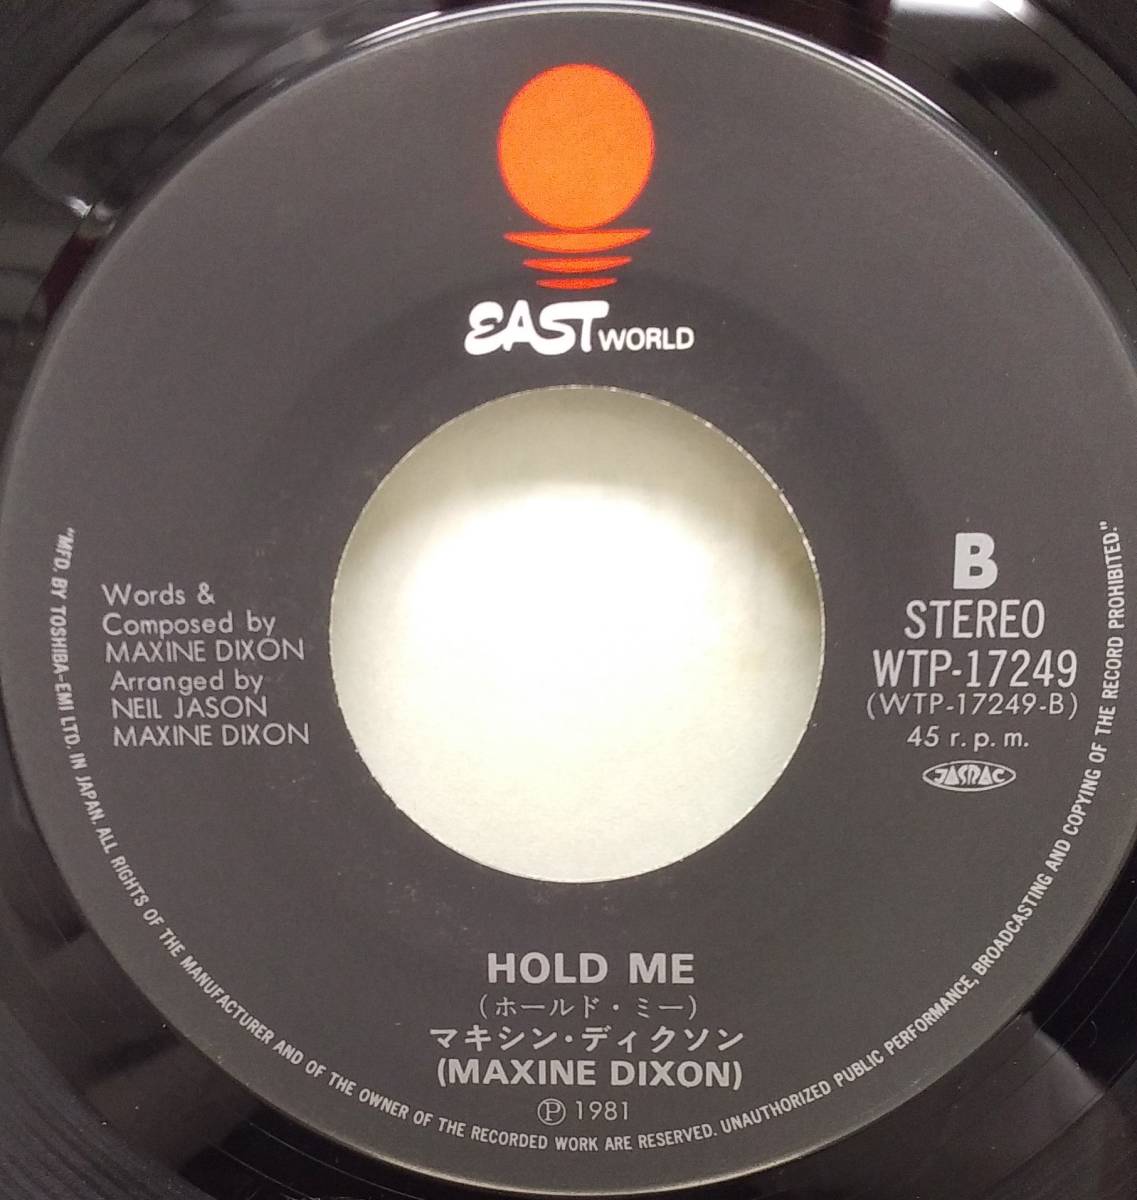 EAST WORLD
Words &
Composed by
MAXINE DIXON
Arranged by
NEIL JASON
MAXINE DIXON
B
STEREO
WTP-17249
(WTP-17249-B)
45 r.p.m.
JASRAC
HOLD ME
(ホールド・ミー)
マキシン・ディクソン
(MAXINE DIXON)
Ⓟ 1981
"MFD. BY TOSHIBA-EMI LTD. IN JAPAN. ALL RIGHTS OF THE MANUFACTURER AND OF THE OWNER OF THE RECORDED WORK ARE RESERVED. UNAUTHORIZED PUBLIC PERFORMANCE, BROADCASTING AND COPYING OF THE RECORD PROHIBITED."